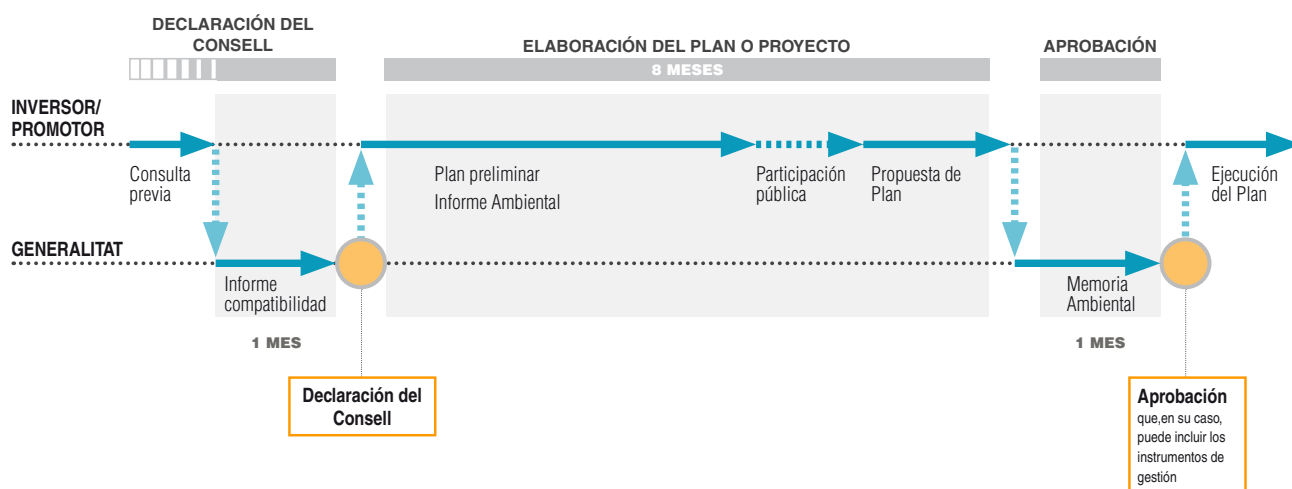 DECLARACIÓN DEL
CONSELL
ELABORACIÓN DEL PLAN O PROYECTO
APROBACIÓN
8 MESES
INVERSOR/
PROMOTOR
Consulta
previa
Plan preliminar
Informe Ambiental
Participación
pública
Propuesta de
Plan
Ejecución
del Plan
GENERALITAT
Informe
compatibilidad
Memoria
Ambiental
1 MES
1 MES
Declaración del
Consell
Aprobación
que,en su caso,
puede incluir los
instrumentos de
gestión